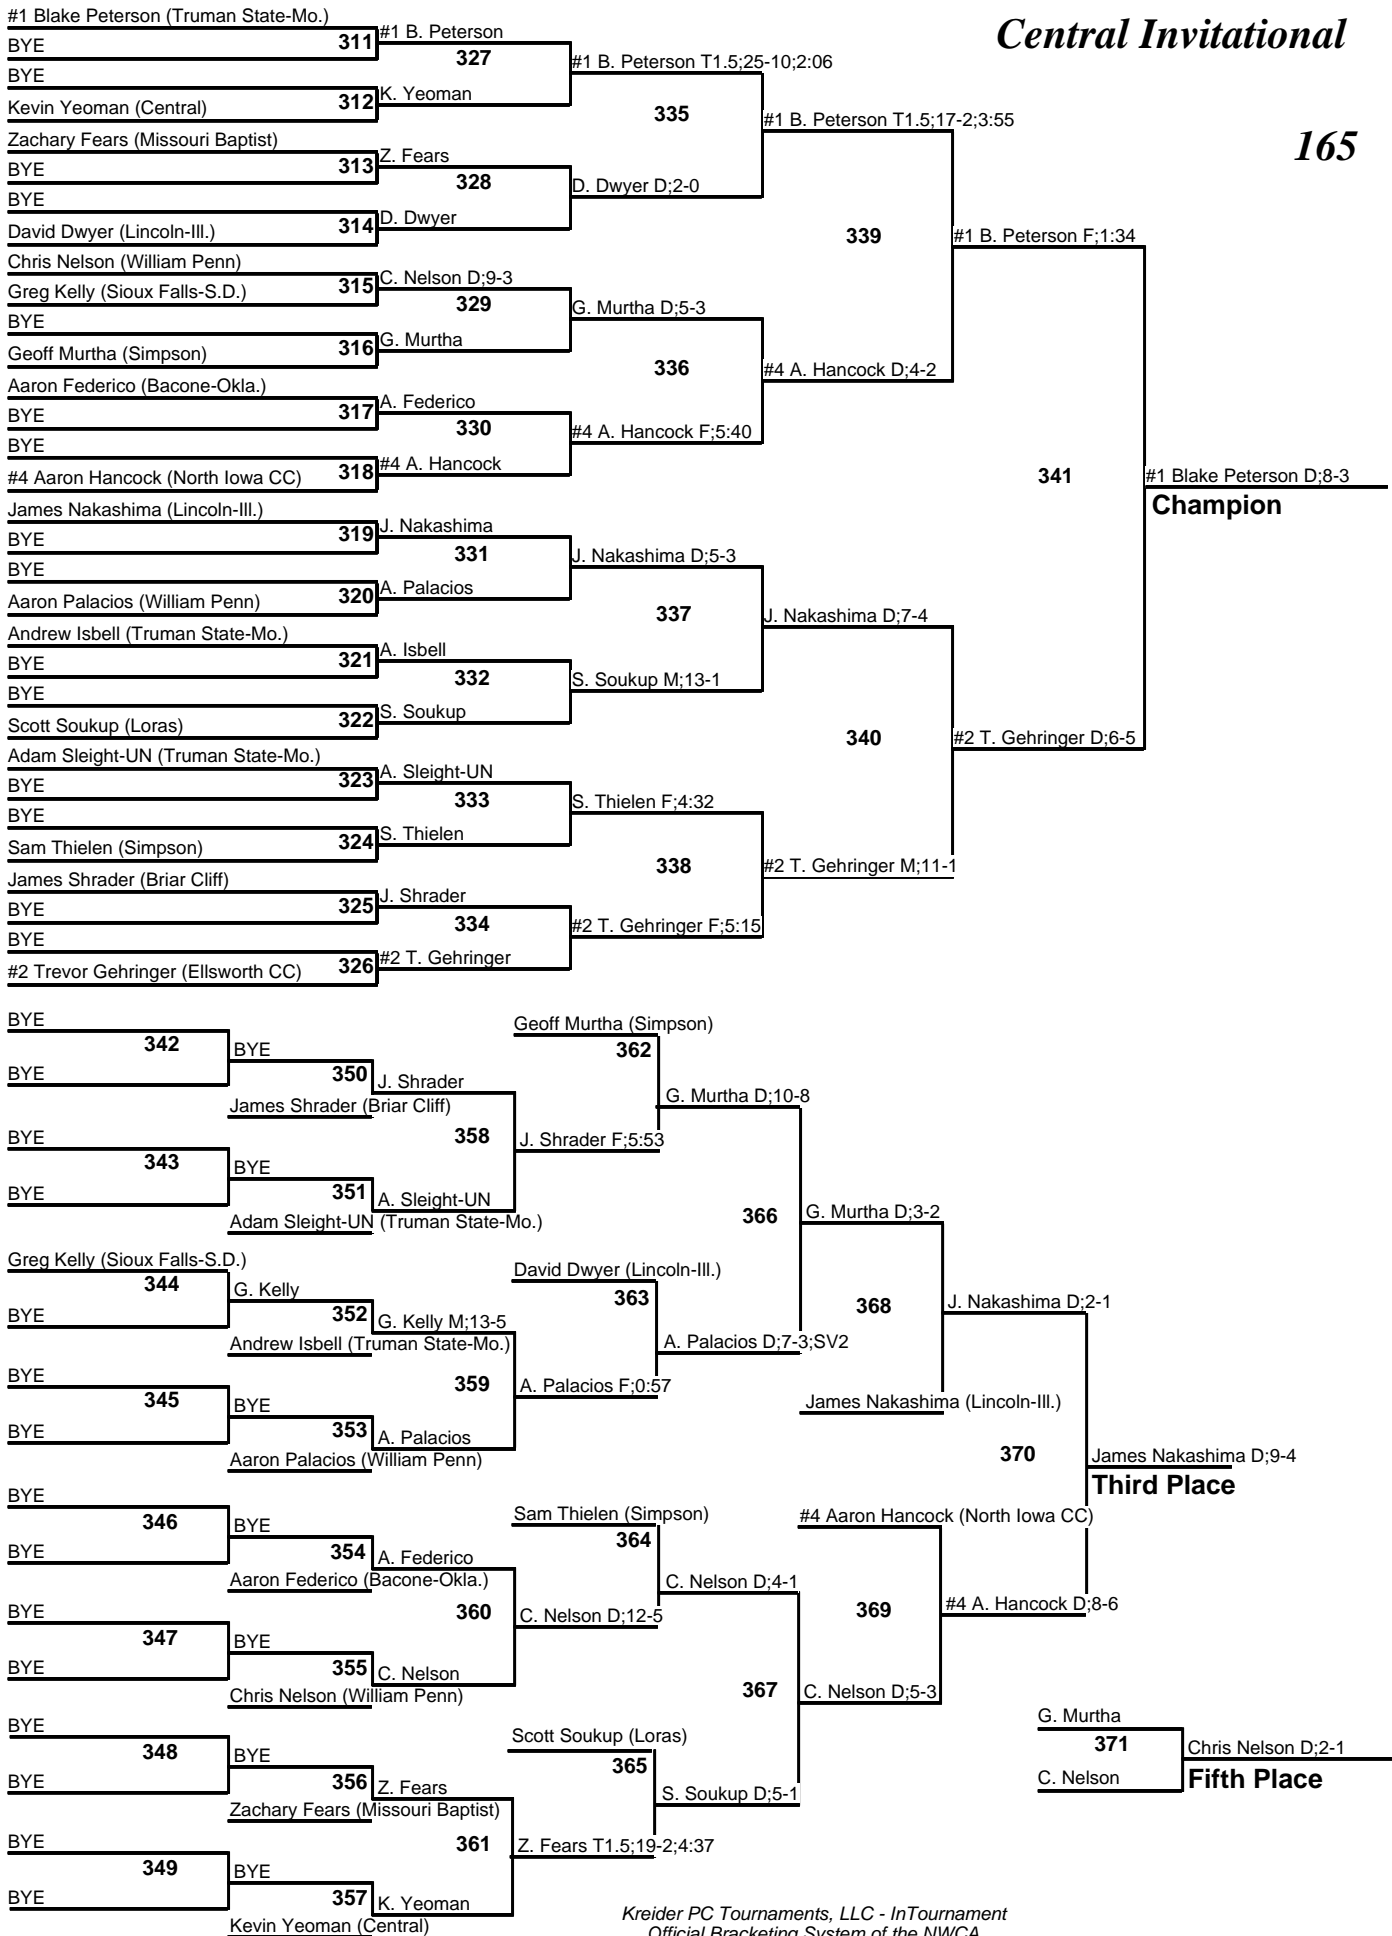 Central Invitational
165
#1 Blake Peterson (Truman State-Mo.)
BYE
311
BYE
Kevin Yeoman (Central)
312
Zachary Fears (Missouri Baptist)
BYE
313
BYE
David Dwyer (Lincoln-Ill.)
314
Chris Nelson (William Penn)
Greg Kelly (Sioux Falls-S.D.)
315
BYE
Geoff Murtha (Simpson)
316
Aaron Federico (Bacone-Okla.)
BYE
317
BYE
#4 Aaron Hancock (North Iowa CC)
318
James Nakashima (Lincoln-Ill.)
BYE
319
BYE
Aaron Palacios (William Penn)
320
Andrew Isbell (Truman State-Mo.)
BYE
321
BYE
Scott Soukup (Loras)
322
Adam Sleight-UN (Truman State-Mo.)
BYE
323
BYE
Sam Thielen (Simpson)
324
James Shrader (Briar Cliff)
BYE
325
BYE
#2 Trevor Gehringer (Ellsworth CC)
326
#1 B. Peterson
327
K. Yeoman
Z. Fears
328
D. Dwyer
C. Nelson D;9-3
329
G. Murtha
A. Federico
330
#4 A. Hancock
J. Nakashima
331
A. Palacios
A. Isbell
332
S. Soukup
A. Sleight-UN
333
S. Thielen
J. Shrader
334
#2 T. Gehringer
#1 B. Peterson T1.5;25-10;2:06
335
D. Dwyer D;2-0
G. Murtha D;5-3
336
#4 A. Hancock F;5:40
J. Nakashima D;5-3
337
S. Soukup M;13-1
S. Thielen F;4:32
338
#2 T. Gehringer F;5:15
#1 B. Peterson T1.5;17-2;3:55
339
#4 A. Hancock D;4-2
J. Nakashima D;7-4
340
#2 T. Gehringer M;11-1
#1 B. Peterson F;1:34
341
#2 T. Gehringer D;6-5
#1 Blake Peterson D;8-3
Champion
BYE
342
BYE
BYE
343
BYE
Greg Kelly (Sioux Falls-S.D.)
344
BYE
BYE
345
BYE
BYE
346
BYE
BYE
347
BYE
BYE
348
BYE
BYE
349
BYE
BYE
350
James Shrader (Briar Cliff)
BYE
351
Adam Sleight-UN (Truman State-Mo.)
G. Kelly
352
Andrew Isbell (Truman State-Mo.)
BYE
353
Aaron Palacios (William Penn)
BYE
354
Aaron Federico (Bacone-Okla.)
BYE
355
Chris Nelson (William Penn)
BYE
356
Zachary Fears (Missouri Baptist)
BYE
357
Kevin Yeoman (Central)
J. Shrader
358
A. Sleight-UN
G. Kelly M;13-5
359
A. Palacios
A. Federico
360
C. Nelson
Z. Fears
361
K. Yeoman
Geoff Murtha (Simpson)
362
J. Shrader F;5:53
David Dwyer (Lincoln-Ill.)
363
A. Palacios F;0:57
Sam Thielen (Simpson)
364
C. Nelson D;12-5
Scott Soukup (Loras)
365
Z. Fears T1.5;19-2;4:37
G. Murtha D;10-8
366
A. Palacios D;7-3;SV2
C. Nelson D;4-1
367
S. Soukup D;5-1
G. Murtha D;3-2
368
James Nakashima (Lincoln-Ill.)
#4 Aaron Hancock (North Iowa CC)
369
C. Nelson D;5-3
J. Nakashima D;2-1
370
#4 A. Hancock D;8-6
James Nakashima D;9-4
Third Place
G. Murtha
371
C. Nelson
Chris Nelson D;2-1
Fifth Place
Kreider PC Tournaments, LLC - InTournament
Official Bracketing System of the NWCA